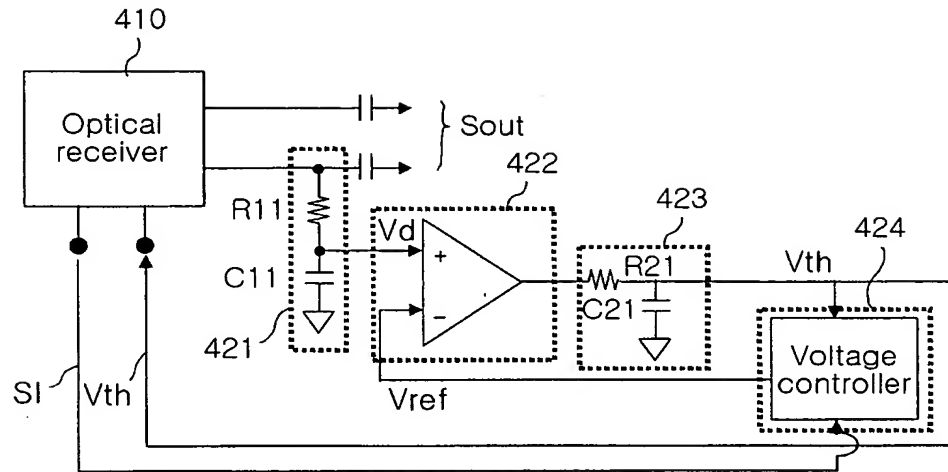 410
Optical
receiver
Sout
422
R11
Vd
423
424
+
R21
Vth
C11
C21
−
421
Voltage
controller
SI
Vth
Vref